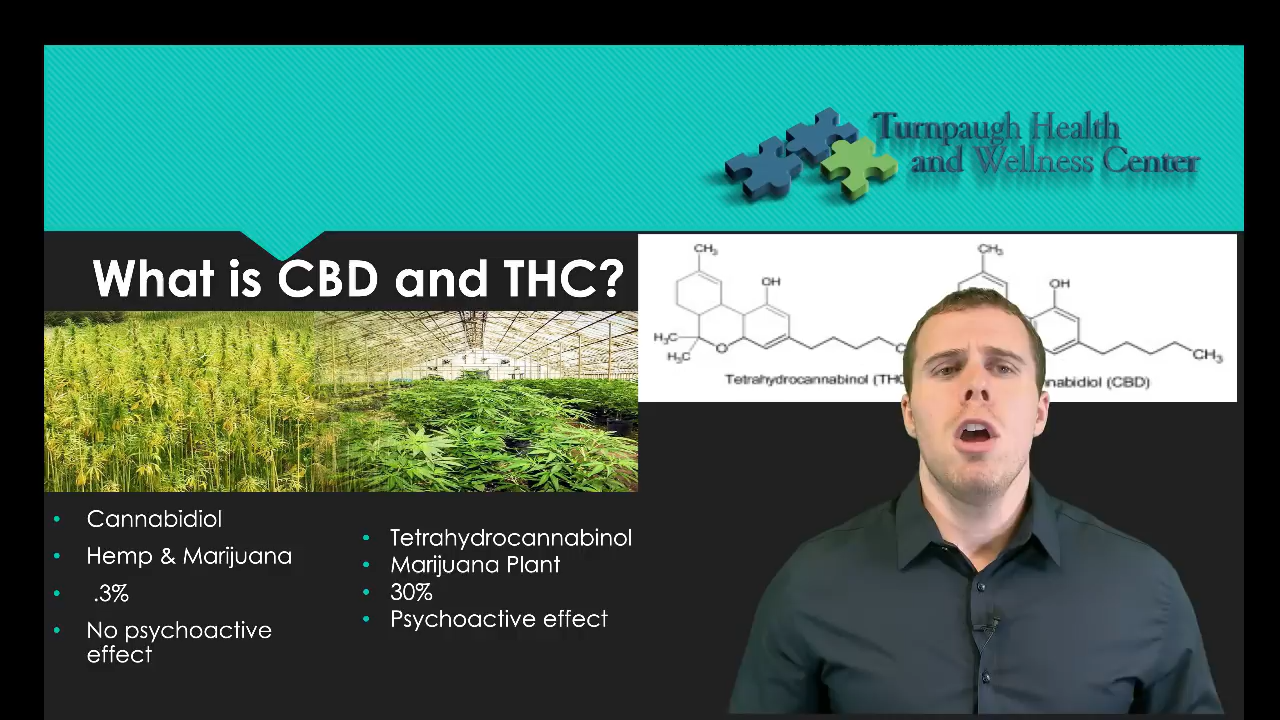 Turnpaugh Health
and Wellness Center
What is CBD and THC?
CH₃
OH
H₃C
H₃C
O
Tetrahydrocannabinol (THC
CH₃
OH
CH₃
nabidiol (CBD)
• Cannabidiol
• Hemp & Marijuana
• .3%
• No psychoactive
effect
• Tetrahydrocannabinol
• Marijuana Plant
• 30%
• Psychoactive effect